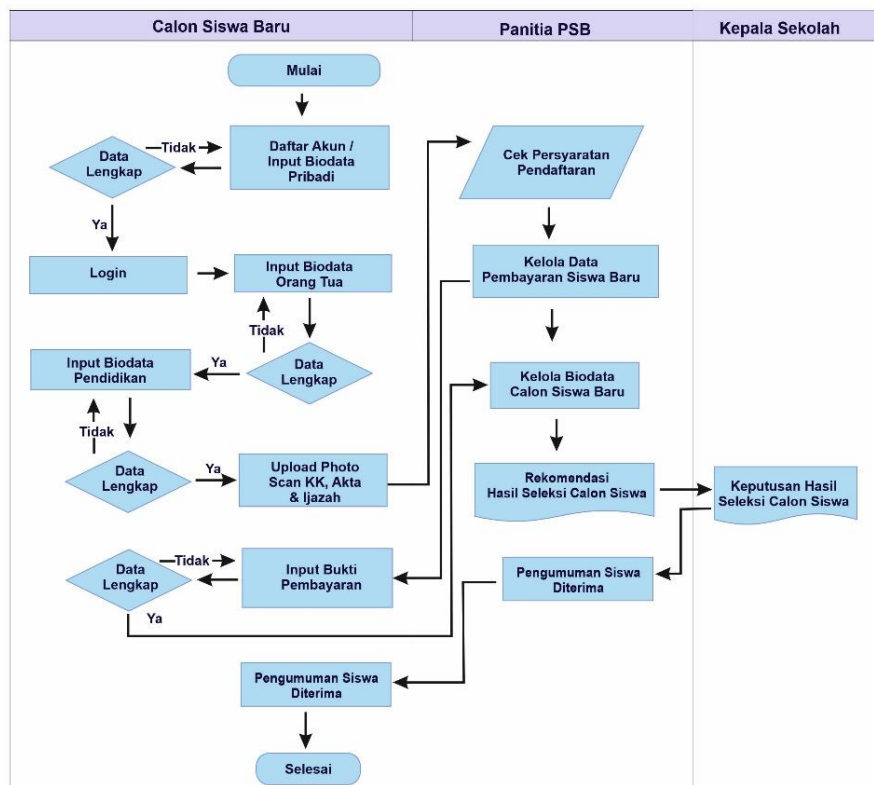 Calon Siswa Baru
Panitia PSB
Kepala Sekolah
Mulai
Data
Lengkap
Tidak
Daftar Akun /
Input Biodata
Pribadi
Cek Persyaratan
Pendaftaran
Ya
Login
Input Biodata
Orang Tua
Kelola Data
Pembayaran Siswa Baru
Tidak
Input Biodata
Pendidikan
Ya
Data
Lengkap
Kelola Biodata
Calon Siswa Baru
Tidak
Data
Lengkap
Ya
Upload Photo
Scan KK, Akta
& Ijazah
Rekomendasi
Hasil Seleksi Calon Siswa
Keputusan Hasil
Seleksi Calon Siswa
Data
Lengkap
Tidak
Input Bukti
Pembayaran
Pengumuman Siswa
Diterima
Ya
Pengumuman Siswa
Diterima
Selesai